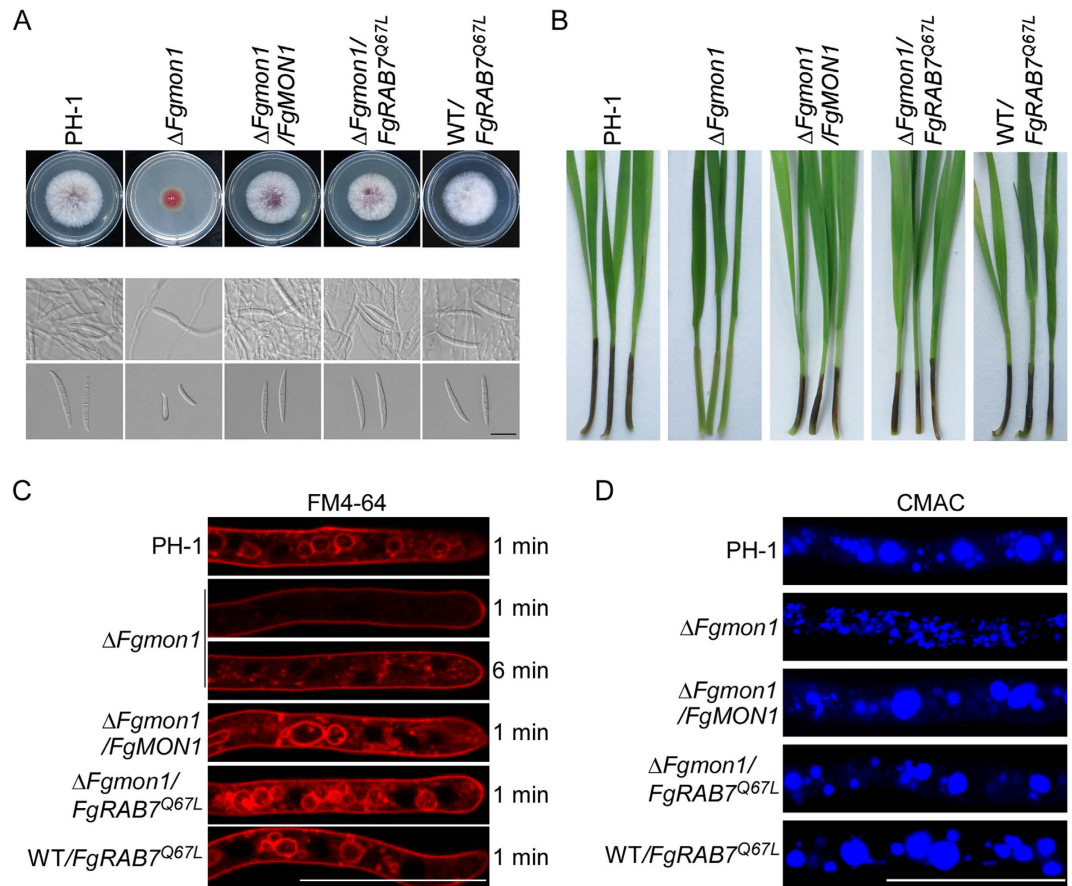 A
PH-1
ΔFgmon1
ΔFgmon1
/FgMON1
ΔFgmon1/
FgRAB7Q67L
WT/
FgRAB7Q67L
B
PH-1
ΔFgmon1
ΔFgmon1
/FgMON1
ΔFgmon1/
FgRAB7Q67L
WT/
FgRAB7Q67L
C
FM4-64
PH-1
1 min
ΔFgmon1
1 min
6 min
ΔFgmon1
/FgMON1
1 min
ΔFgmon1/
FgRAB7Q67L
1 min
WT/FgRAB7Q67L
1 min
D
CMAC
PH-1
ΔFgmon1
ΔFgmon1
/FgMON1
ΔFgmon1/
FgRAB7Q67L
WT/FgRAB7Q67L